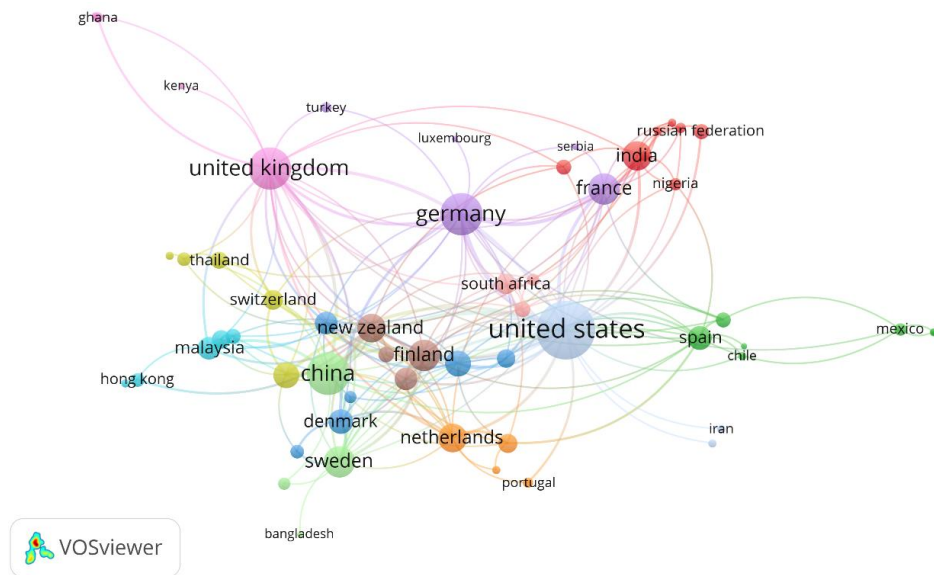 ghana
kenya
turkey
luxembourg
serbia
russian federation
india
united kingdom
nigeria
france
germany
thailand
south africa
switzerland
new zealand
united states
spain
mexico
malaysia
finland
chile
hong kong
china
denmark
iran
netherlands
sweden
portugal
bangladesh
VOSviewer